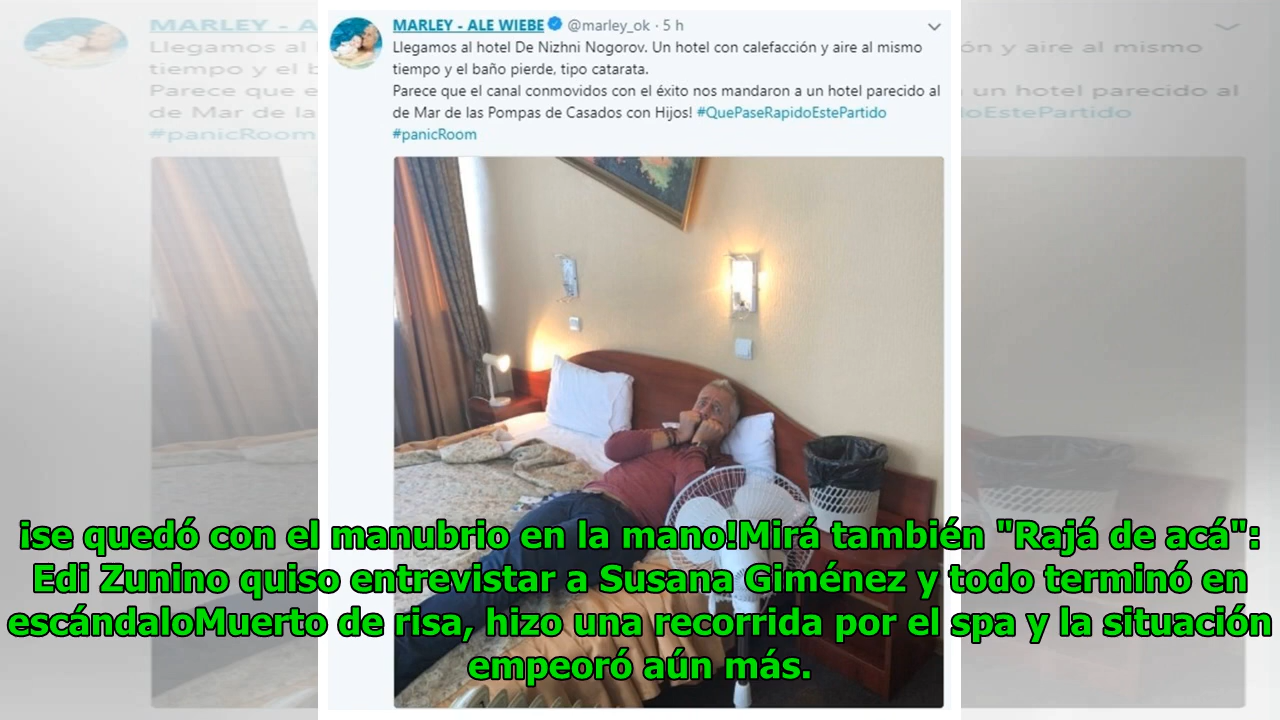 MARLEY - ALE WIEBE @marley_ok · 5 h
Llegamos al hotel De Nizhni Nogorov. Un hotel con calefacción y aire al mismo
tiempo y el baño pierde, tipo catarata.
Parece que el canal conmovidos con el éxito nos mandaron a un hotel parecido al
de Mar de las Pompas de Casados con Hijos! #QuePaseRapidoEstePartido
#panicRoom
¡se quedó con el manubrio en la mano!Mirá también "Rajá de acá":
Edi Zunino quiso entrevistar a Susana Giménez y todo terminó en
escándaloMuerto de risa, hizo una recorrida por el spa y la situación
empeoró aún más.